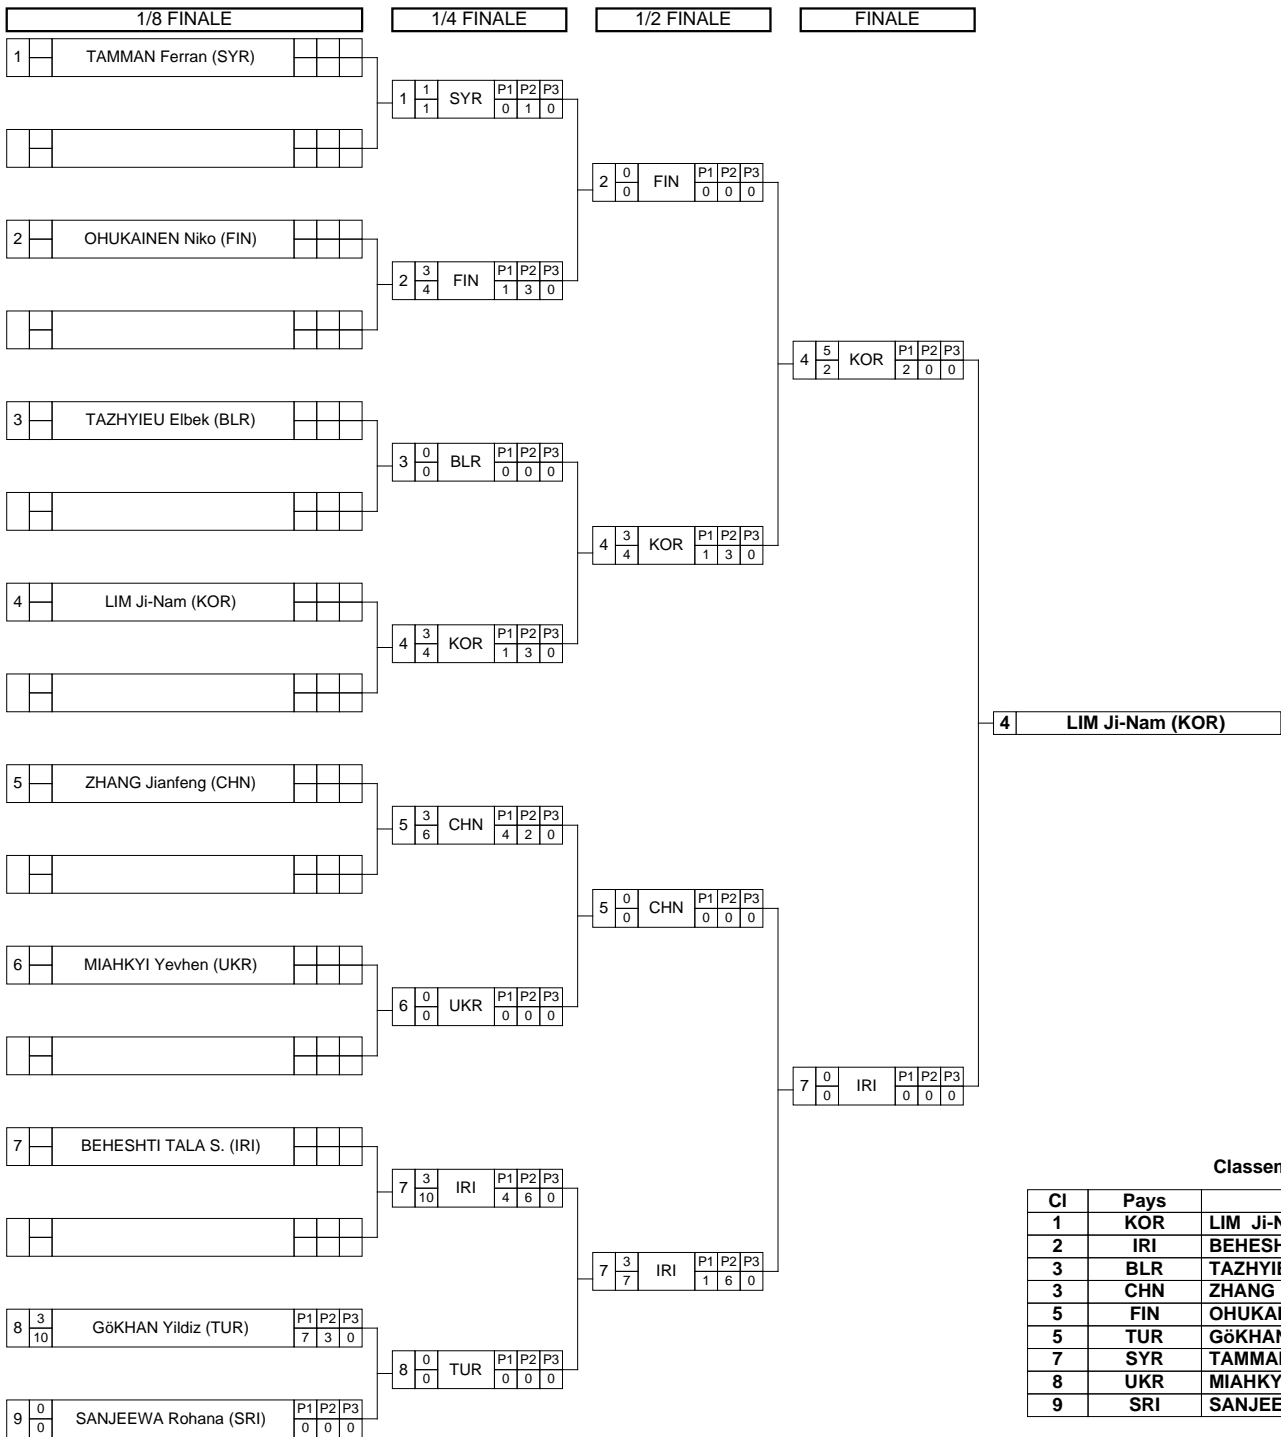 1/8 FINALE 1/4 FINALE 1/2 FINALE FINALE
1 TAMMAN Ferran (SYR)
1 1 1 SYR P1 P2 P3 0 1 0
2 0 0 FIN P1 P2 P3 0 0 0
2 OHUKAINEN Niko (FIN)
2 3 4 FIN P1 P2 P3 1 3 0
4 5 2 KOR P1 P2 P3 2 0 0
3 TAZHYIEU Elbek (BLR)
3 0 0 BLR P1 P2 P3 0 0 0
4 3 4 KOR P1 P2 P3 1 3 0
4 LIM Ji-Nam (KOR)
4 3 4 KOR P1 P2 P3 1 3 0
4 LIM Ji-Nam (KOR)
5 ZHANG Jianfeng (CHN)
5 3 6 CHN P1 P2 P3 4 2 0
5 0 0 CHN P1 P2 P3 0 0 0
6 MIAHKYI Yevhen (UKR)
6 0 0 UKR P1 P2 P3 0 0 0
7 0 0 IRI P1 P2 P3 0 0 0
7 BEHESHTI TALA S. (IRI)
7 3 10 IRI P1 P2 P3 4 6 0
7 3 7 IRI P1 P2 P3 1 6 0
8 3 10 GöKHAN Yildiz (TUR) P1 P2 P3 7 3 0
8 0 0 TUR P1 P2 P3 0 0 0
9 0 0 SANJEEWA Rohana (SRI) P1 P2 P3 0 0 0
Cl Pays
1 KOR LIM
2 IRI
3 BLR
3 CHN ZHANG
5 FIN
5 TUR GöKHAN
7 SYR
8 UKR
9 SRI